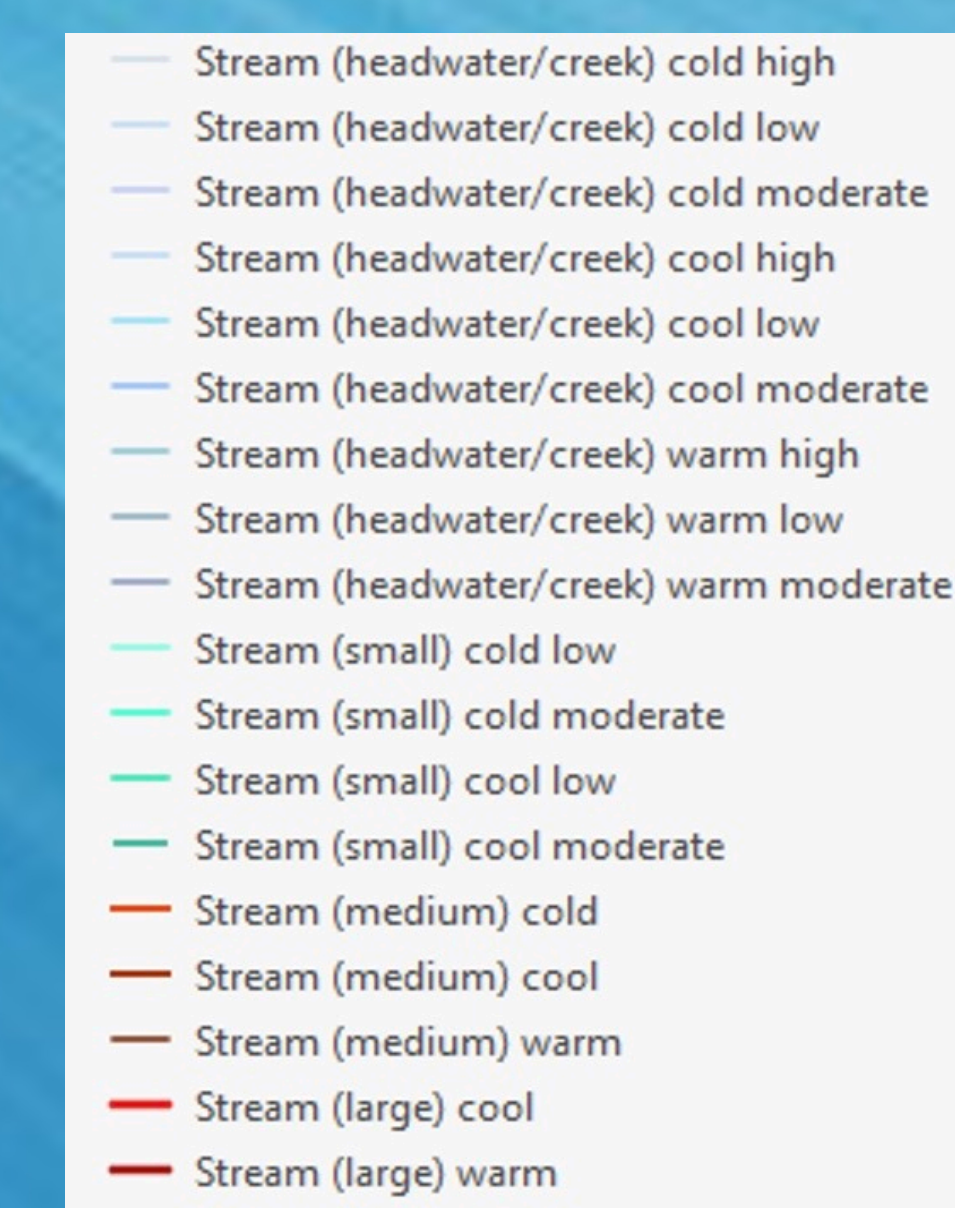 Stream (headwater/creek) cold high
Stream (headwater/creek) cold low
Stream (headwater/creek) cold moderate
Stream (headwater/creek) cool high
Stream (headwater/creek) cool low
Stream (headwater/creek) cool moderate
Stream (headwater/creek) warm high
Stream (headwater/creek) warm low
Stream (headwater/creek) warm moderate
Stream (small) cold low
Stream (small) cold moderate
Stream (small) cool low
Stream (small) cool moderate
Stream (medium) cold
Stream (medium) cool
Stream (medium) warm
Stream (large) cool
Stream (large) warm